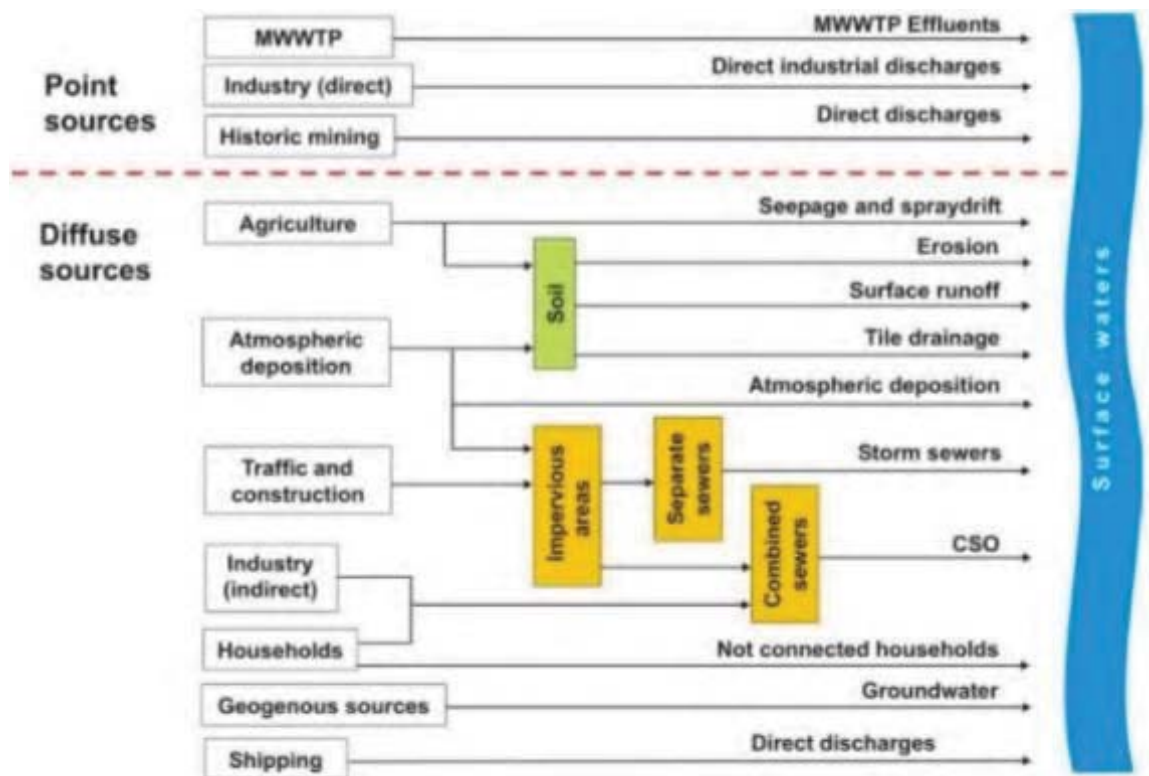 MWWTP
MWWTP Effluents
Industry (direct)
Direct industrial discharges
Point
sources
Historic mining
Direct discharges
Diffuse
sources
Agriculture
Seepage and spraydrift
Soil
Erosion
Surface runoff
Tile drainage
Atmospheric
deposition
Atmospheric deposition
Traffic and
construction
Impervious
areas
Separate
sewers
Storm sewers
Combined
sewers
CSO
Industry
(indirect)
Households
Not connected households
Geogenous sources
Groundwater
Shipping
Direct discharges
Surface waters